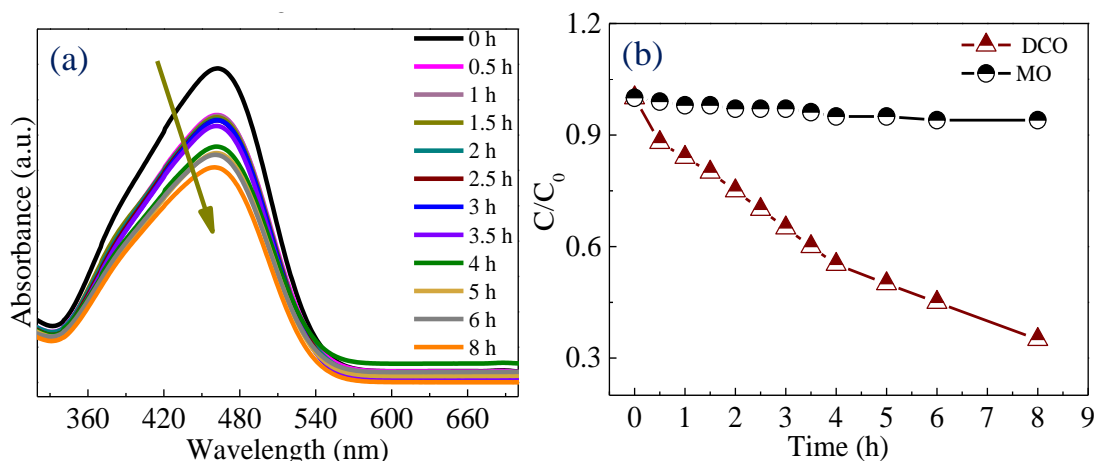 (a)
0 h
0.5 h
1 h
1.5 h
2 h
2.5 h
3 h
3.5 h
4 h
5 h
6 h
8 h
Absorbance (a.u.)
360 420 480 540 600 660
Wavelength (nm)
(b)
DCO
MO
1.2
0.9
0.6
0.3
C/C₀
0 1 2 3 4 5 6 7 8 9
Time (h)